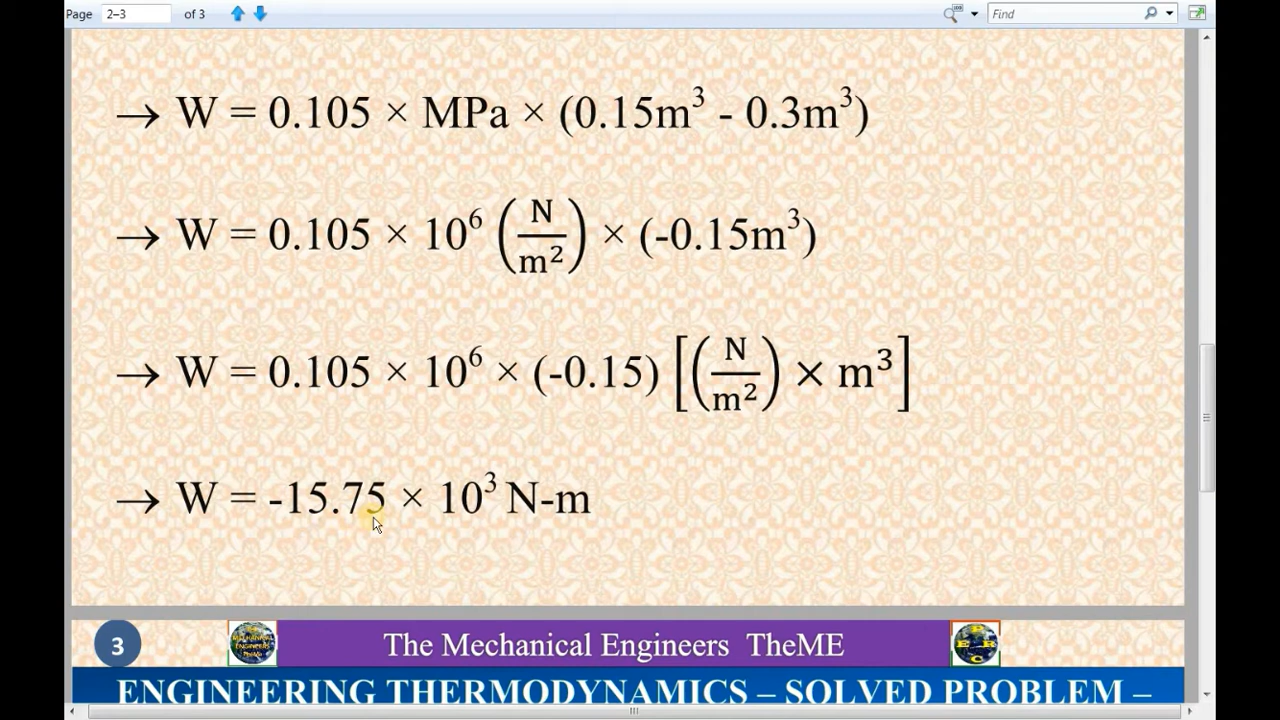 Page 2–3 of 3 Find
→ W = 0.105 × MPa × (0.15m³ - 0.3m³)
→ W = 0.105 × 10⁶ (N/m²) × (-0.15m³)
→ W = 0.105 × 10⁶ × (-0.15) [(N/m²) × m³]
→ W = -15.75 × 10³ N-m
3 The Mechanical Engineers TheME
ENGINEERING THERMODYNAMICS – SOLVED PROBLEM –